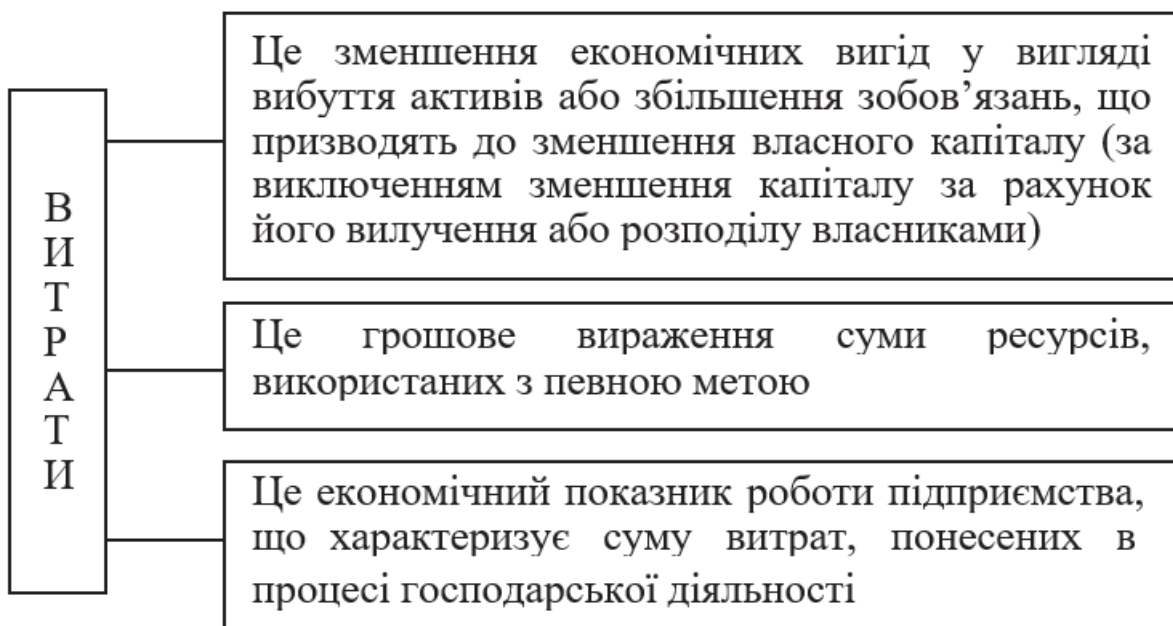 ВИТРАТИ
Це зменшення економічних вигід у вигляді
вибуття активів або збільшення зобов’язань, що
призводять до зменшення власного капіталу (за
виключенням зменшення капіталу за рахунок
його вилучення або розподілу власниками)
Це грошове вираження суми ресурсів,
використаних з певною метою
Це економічний показник роботи підприємства,
що характеризує суму витрат, понесених в
процесі господарської діяльності